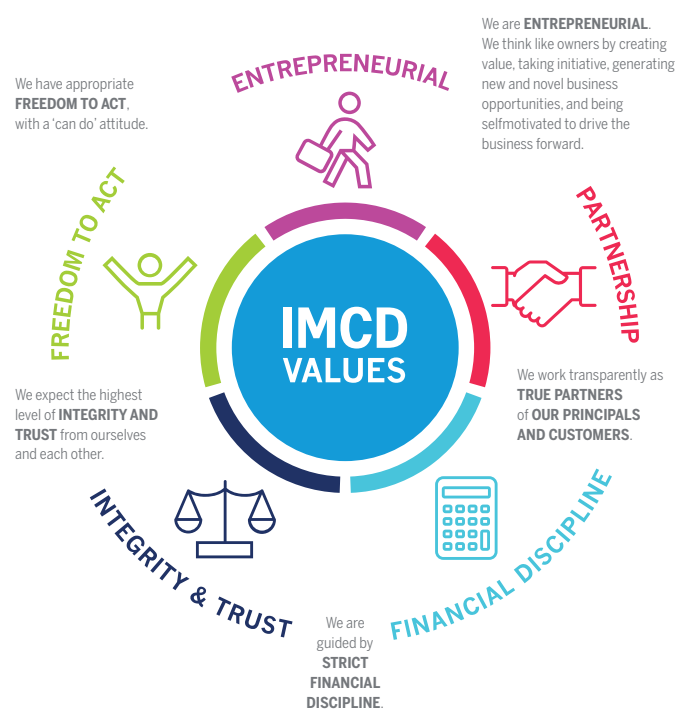 We are ENTREPRENEURIAL.
We think like owners by creating
value, taking initiative, generating
new and novel business
opportunities, and being
selfmotivated to drive the
business forward.
ENTREPRENEURIAL
We have appropriate
FREEDOM TO ACT,
with a ‘can do’ attitude.
FREEDOM TO ACT
PARTNERSHIP
IMCD
VALUES
We work transparently as
TRUE PARTNERS
of OUR PRINCIPALS
AND CUSTOMERS.
We expect the highest
level of INTEGRITY AND
TRUST from ourselves
and each other.
INTEGRITY & TRUST
FINANCIAL DISCIPLINE
We are
guided by
STRICT
FINANCIAL
DISCIPLINE.